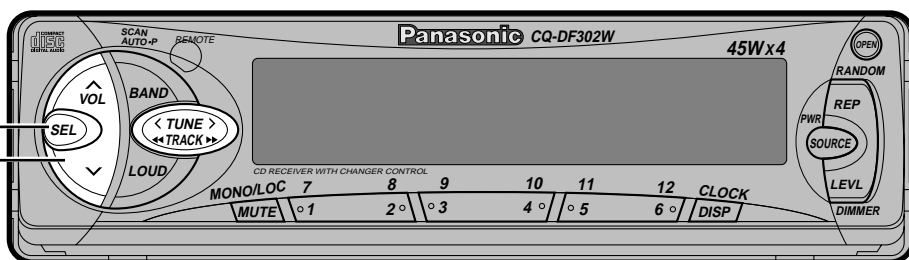 COMPACT
disc
DIGITAL AUDIO
SCAN
AUTO•P
REMOTE
Panasonic CQ-DF302W
45Wx4
OPEN
RANDOM
VOL
BAND
SEL
< TUNE >
◀◀TRACK▶▶
LOUD
PWR
REP
SOURCE
LEVL
DIMMER
CD RECEIVER WITH CHANGER CONTROL
MONO/LOC 7 8 9 10 11 12 CLOCK
MUTE 1 2 3 4 5 6 DISP